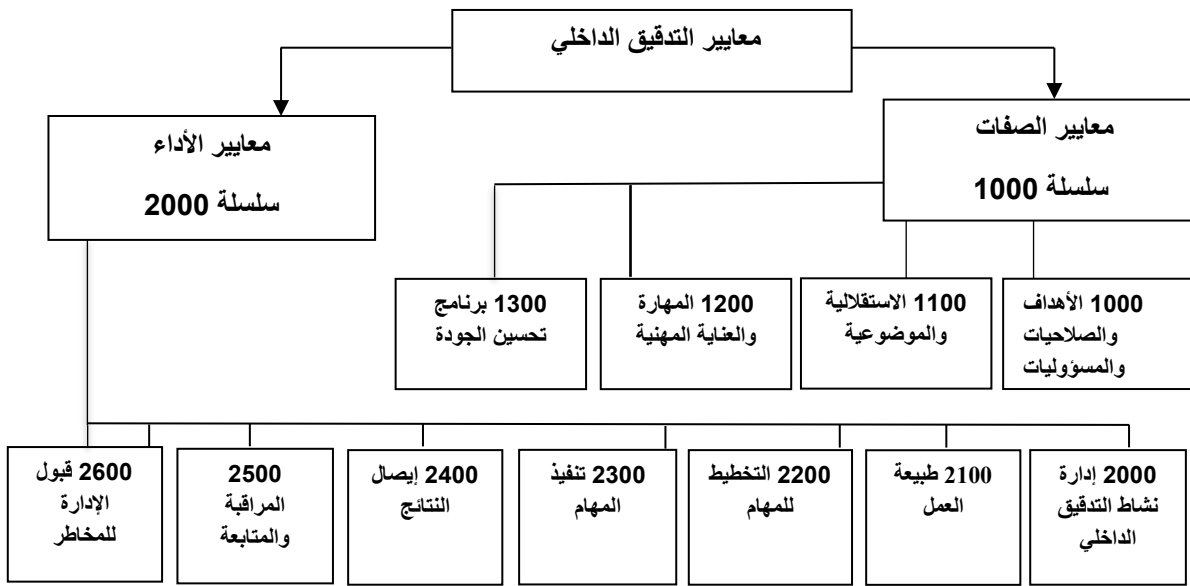 معايير التدقيق الداخلي
معايير الصفات
سلسلة 1000
معايير الأداء
سلسلة 2000
1000 الأهداف
والصلاحيات
والمسؤوليات
1100 الاستقلالية
والموضوعية
1200 المهارة
والعناية المهنية
1300 برنامج
تحسين الجودة
2000 إدارة
نشاط التدقيق
الداخلي
2100 طبيعة
العمل
2200 التخطيط
للمهام
2300 تنفيذ
المهام
2400 إيصال
النتائج
2500
المراقبة
والمتابعة
2600 قبول
الإدارة
للمخاطر